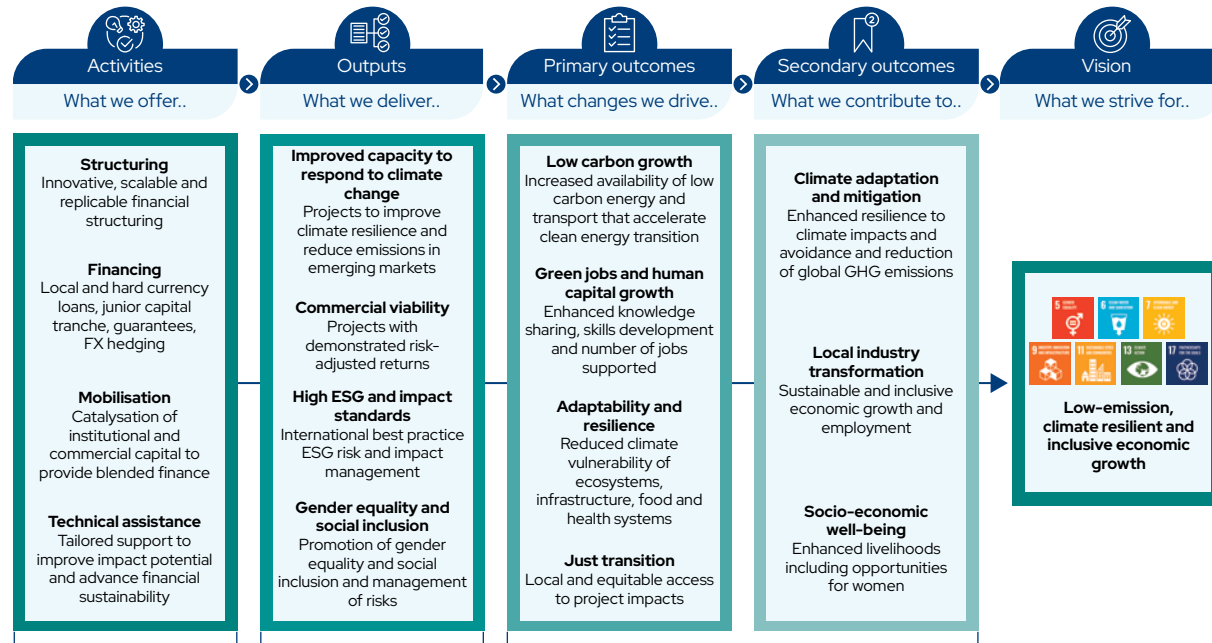 2
Activities
Outputs
Primary outcomes
Secondary outcomes
Vision
What we offer..
What we deliver..
What changes we drive..
What we contribute to..
What we strive for..
Structuring
Innovative, scalable and
replicable financial
structuring
Financing
Local and hard currency
loans, junior capital
tranche, guarantees,
FX hedging
Mobilisation
Catalysation of
institutional and
commercial capital to
provide blended finance
Technical assistance
Tailored support to
improve impact potential
and advance financial
sustainability
Improved capacity to
respond to climate
change
Projects to improve
climate resilience and
reduce emissions in
emerging markets
Commercial viability
Projects with
demonstrated risk-
adjusted returns
High ESG and impact
standards
International best practice
ESG risk and impact
management
Gender equality and
social inclusion
Promotion of gender
equality and social
inclusion and management
of risks
Low carbon growth
Increased availability of low
carbon energy and
transport that accelerate
clean energy transition
Green jobs and human
capital growth
Enhanced knowledge
sharing, skills development
and number of jobs
supported
Adaptability and
resilience
Reduced climate
vulnerability of
ecosystems,
infrastructure, food and
health systems
Just transition
Local and equitable access
to project impacts
Climate adaptation
and mitigation
Enhanced resilience to
climate impacts and
avoidance and reduction
of global GHG emissions
Local industry
transformation
Sustainable and inclusive
economic growth and
employment
Socio-economic
well-being
Enhanced livelihoods
including opportunities
for women
5
6
7
9
11
13
17
Low-emission,
climate resilient and
inclusive economic
growth